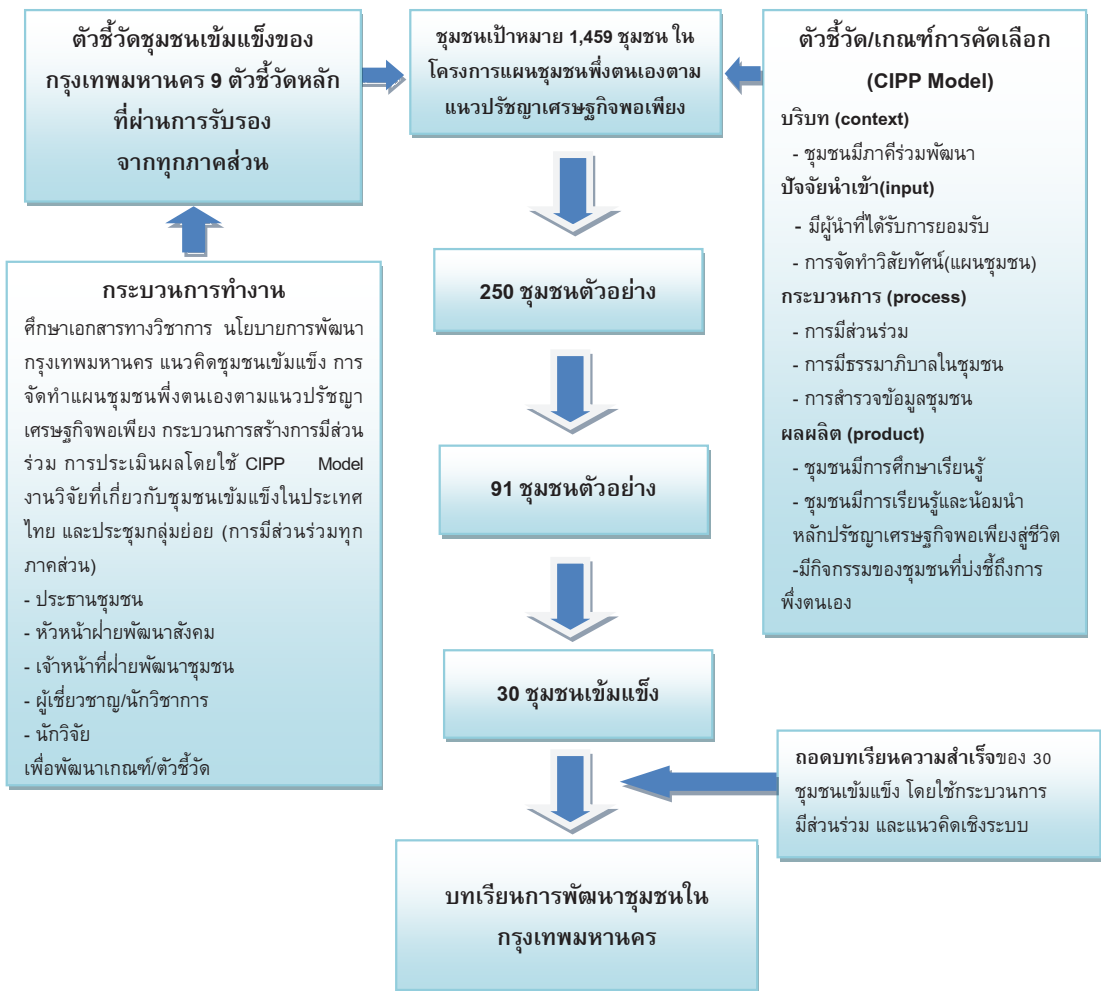 ตัวชี้วัดชุมชนเข้มแข็งของ
กรุงเทพมหานคร 9 ตัวชี้วัดหลัก
ที่ผ่านการรับรอง
จากทุกภาคส่วน
ชุมชนเป้าหมาย 1,459 ชุมชน ใน
โครงการแผนชุมชนพึ่งตนเองตาม
แนวปรัชญาเศรษฐกิจพอเพียง
ตัวชี้วัด/เกณฑ์การคัดเลือก
(CIPP Model)
บริบท (context)
- ชุมชนมีภาคีร่วมพัฒนา
ปัจจัยนำเข้า(input)
- มีผู้นำที่ได้รับการยอมรับ
- การจัดทำวิสัยทัศน์(แผนชุมชน)
กระบวนการ (process)
- การมีส่วนร่วม
- การมีธรรมาภิบาลในชุมชน
- การสำรวจข้อมูลชุมชน
ผลผลิต (product)
- ชุมชนมีการศึกษาเรียนรู้
- ชุมชนมีการเรียนรู้และน้อมนำ
หลักปรัชญาเศรษฐกิจพอเพียงสู่ชีวิต
-มีกิจกรรมของชุมชนที่บ่งชี้ถึงการ
พึ่งตนเอง
กระบวนการทำงาน
ศึกษาเอกสารทางวิชาการ นโยบายการพัฒนา
กรุงเทพมหานคร แนวคิดชุมชนเข้มแข็ง การ
จัดทำแผนชุมชนพึ่งตนเองตามแนวปรัชญา
เศรษฐกิจพอเพียง กระบวนการสร้างการมีส่วน
ร่วม การประเมินผลโดยใช้ CIPP Model
งานวิจัยที่เกี่ยวกับชุมชนเข้มแข็งในประเทศ
ไทย และประชุมกลุ่มย่อย (การมีส่วนร่วมทุก
ภาคส่วน)
- ประธานชุมชน
- หัวหน้าฝ่ายพัฒนาสังคม
- เจ้าหน้าที่ฝ่ายพัฒนาชุมชน
- ผู้เชี่ยวชาญ/นักวิชาการ
- นักวิจัย
เพื่อพัฒนาเกณฑ์/ตัวชี้วัด
250 ชุมชนตัวอย่าง
91 ชุมชนตัวอย่าง
30 ชุมชนเข้มแข็ง
ถอดบทเรียนความสำเร็จของ 30
ชุมชนเข้มแข็ง โดยใช้กระบวนการ
มีส่วนร่วม และแนวคิดเชิงระบบ
บทเรียนการพัฒนาชุมชนใน
กรุงเทพมหานคร